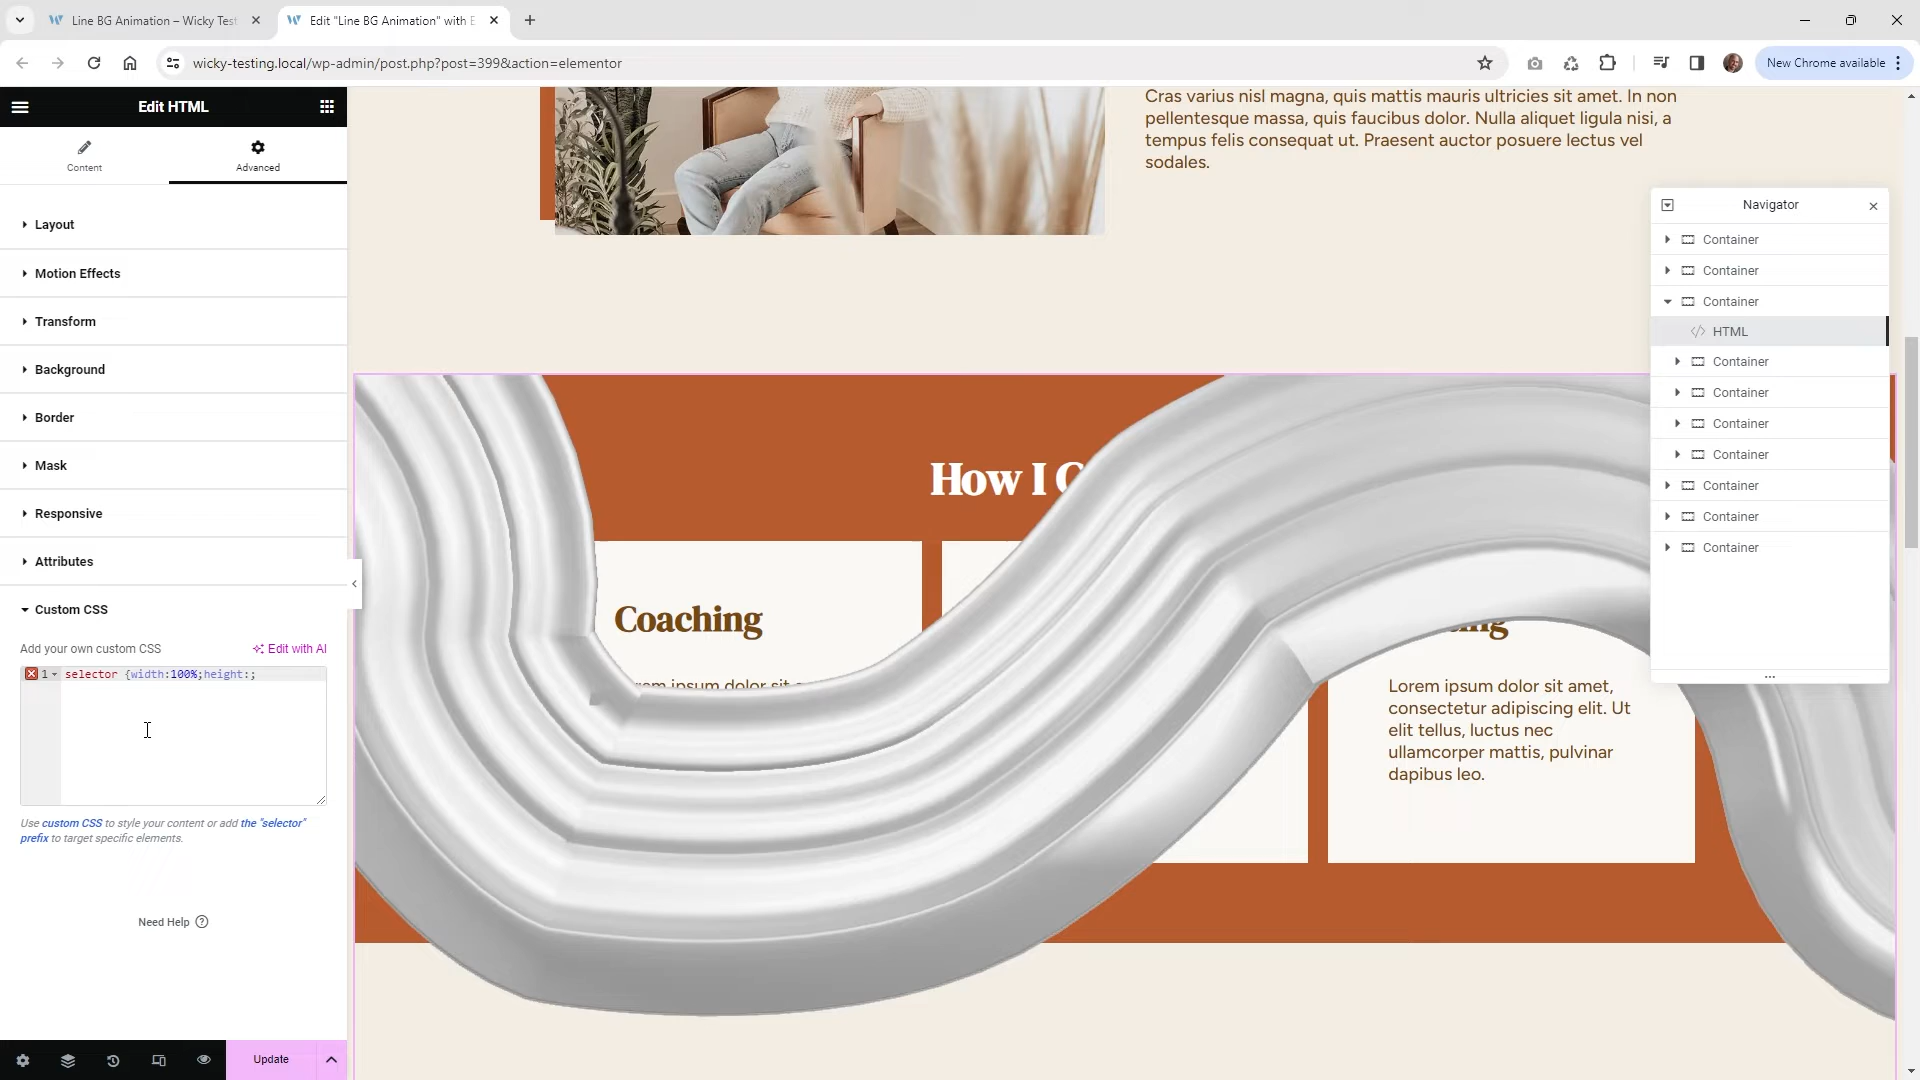 Line BG Animation – Wicky Test
Edit "Line BG Animation" with E
wicky-testing.local/wp-admin/post.php?post=399&action=elementor
New Chrome available
Edit HTML
Content
Advanced
Layout
Motion Effects
Transform
Background
Border
Mask
Responsive
Attributes
Custom CSS
Add your own custom CSS
Edit with AI
1
selector {width:100%;height:;
Use custom CSS to style your content or add the "selector"
prefix to target specific elements.
Need Help
Update
Cras varius nisl magna, quis mattis mauris ultricies sit amet. In non
pellentesque massa, quis faucibus dolor. Nulla aliquet ligula nisi, a
tempus felis consequat ut. Praesent auctor posuere lectus vel
sodales.
How I C
Coaching
ipsum dolor sit
Lorem ipsum dolor sit amet,
consectetur adipiscing elit. Ut
elit tellus, luctus nec
ullamcorper mattis, pulvinar
dapibus leo.
Navigator
Container
Container
Container
HTML
Container
Container
Container
Container
Container
Container
Container